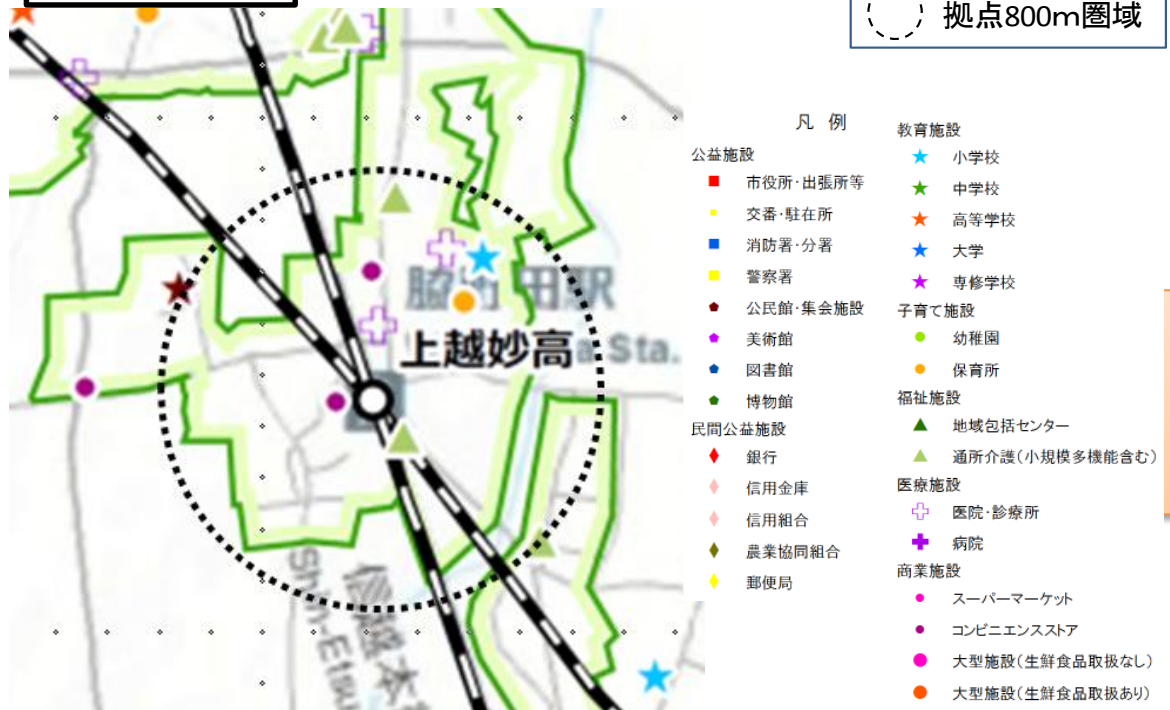 拠点800m圏域
凡 例
公益施設
市役所・出張所等
交番・駐在所
消防署・分署
警察署
公民館・集会施設
美術館
図書館
博物館
民間公益施設
銀行
信用金庫
信用組合
農業協同組合
郵便局
教育施設
小学校
中学校
高等学校
大学
専修学校
子育て施設
幼稚園
保育所
福祉施設
地域包括センター
通所介護(小規模多機能含む)
医療施設
医院・診療所
病院
商業施設
スーパーマーケット
コンビニエンスストア
大型施設(生鮮食品取扱なし)
大型施設(生鮮食品取扱あり)
田駅
上越妙高
a Sta.
Shin-Etsu
信越本